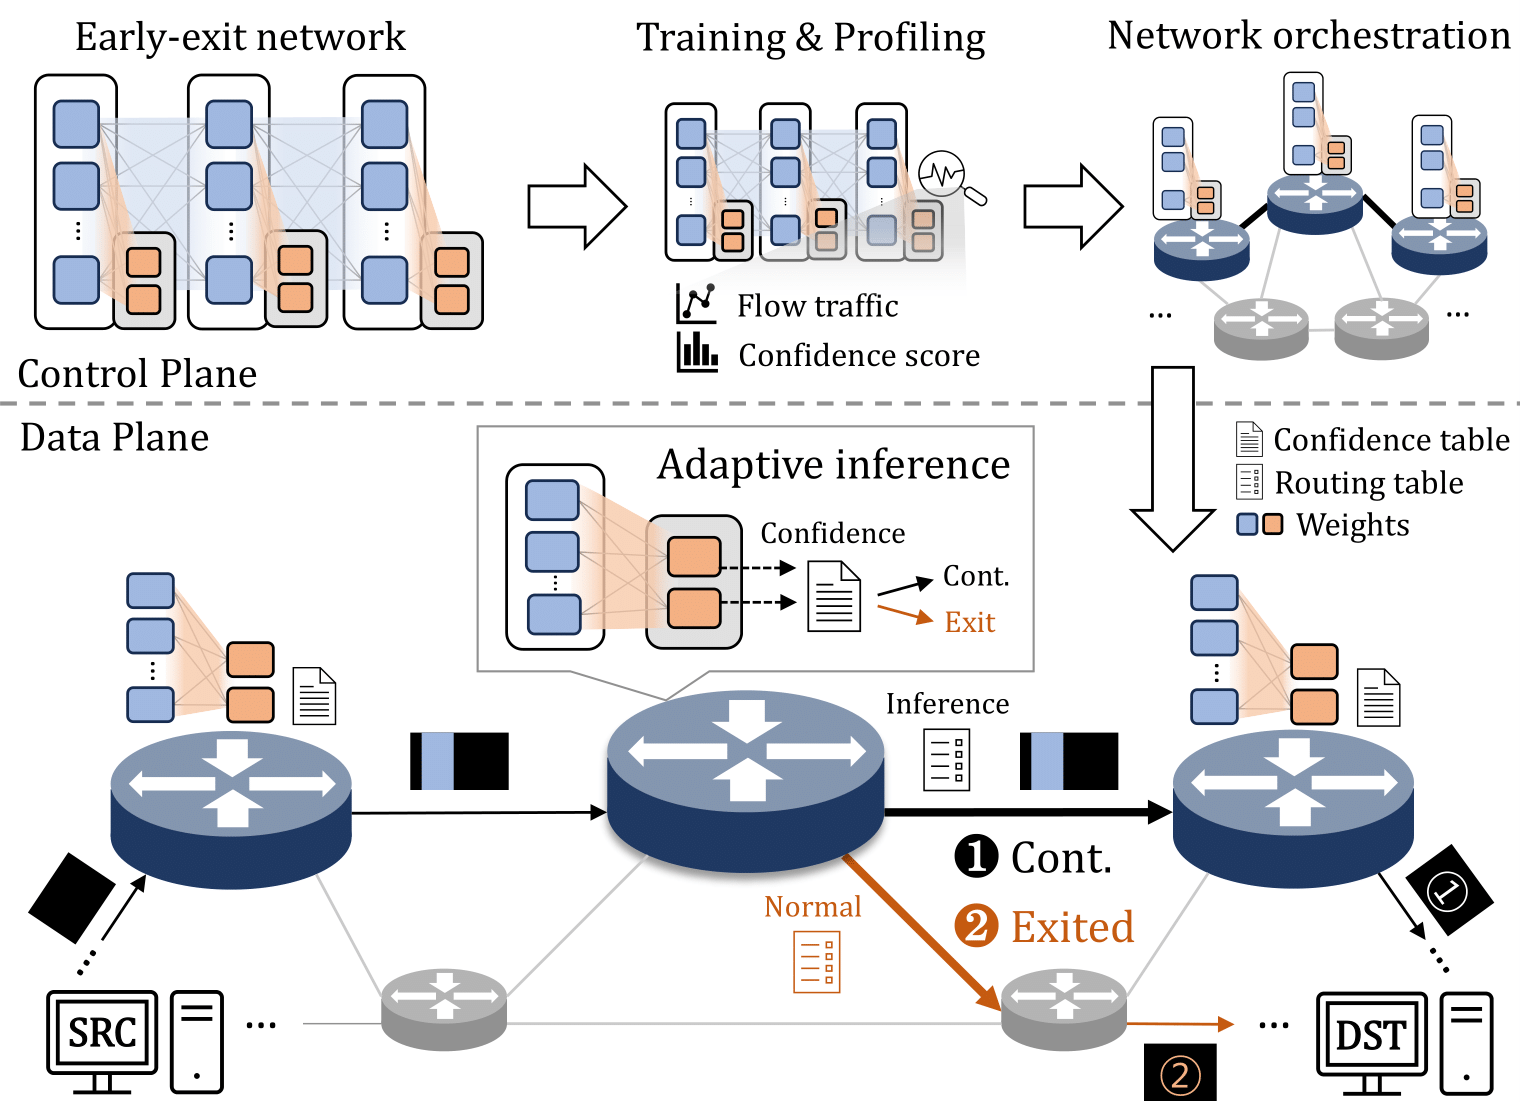 Early-exit network
Training & Profiling
Network orchestration
Flow traffic
Confidence score
Control Plane
Data Plane
Confidence table
Routing table
Weights
Adaptive inference
Confidence
Cont.
Exit
Inference
❶ Cont.
❷ Exited
Normal
①
SRC
...
...
DST
②